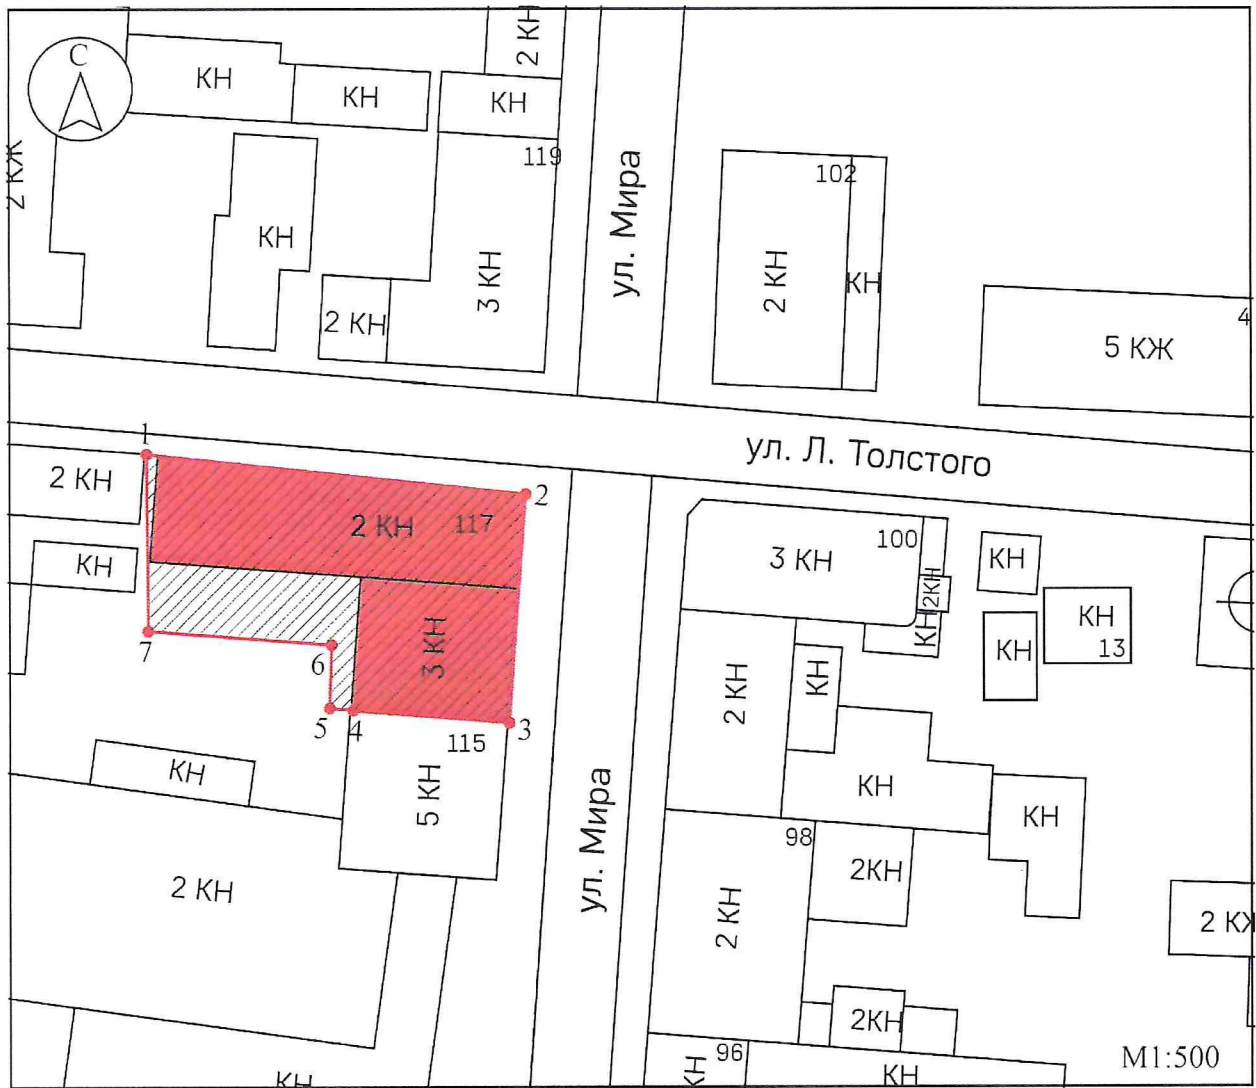 2 КН
С
КН
КН
КН
119
2 КЖ
ул. Мира
102
КН
3 КН
2 КН
КН
2 КН
4
5 КЖ
1
ул. Л. Толстого
2 КН
2
2 КН 117
100
3 КН
КН
КН
2КН
КН
КН
13
7
6
3 КН
КН
КН
2 КН
5
4
3
115
КН
5 КН
ул. Мира
КН
КН
98
2КН
2 КН
2 КН
2 КЖ
2КН
96
М1:500
КН
КН
КН